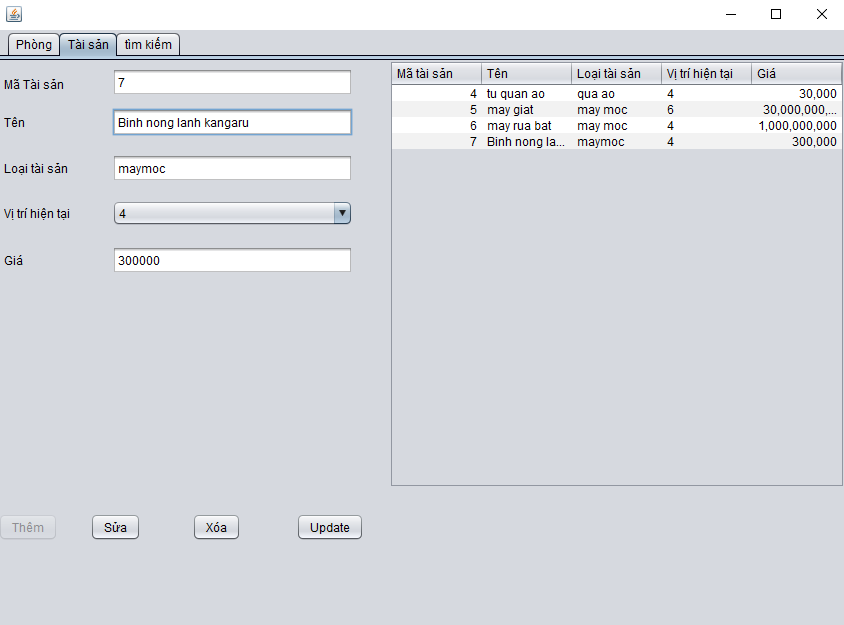 Phòng Tài sản tìm kiếm
Mã Tài sản 7
Tên Binh nong lanh kangaru
Loại tài sản maymoc
Vị trí hiện tại 4
Giá 300000
Mã tài sản Tên Loại tài sản Vị trí hiện tại Giá
4 tu quan ao qua ao 4 30,000
5 may giat may moc 6 30,000,000,...
6 may rua bat may moc 4 1,000,000,000
7 Binh nong la... maymoc 4 300,000
Thêm Sửa Xóa Update